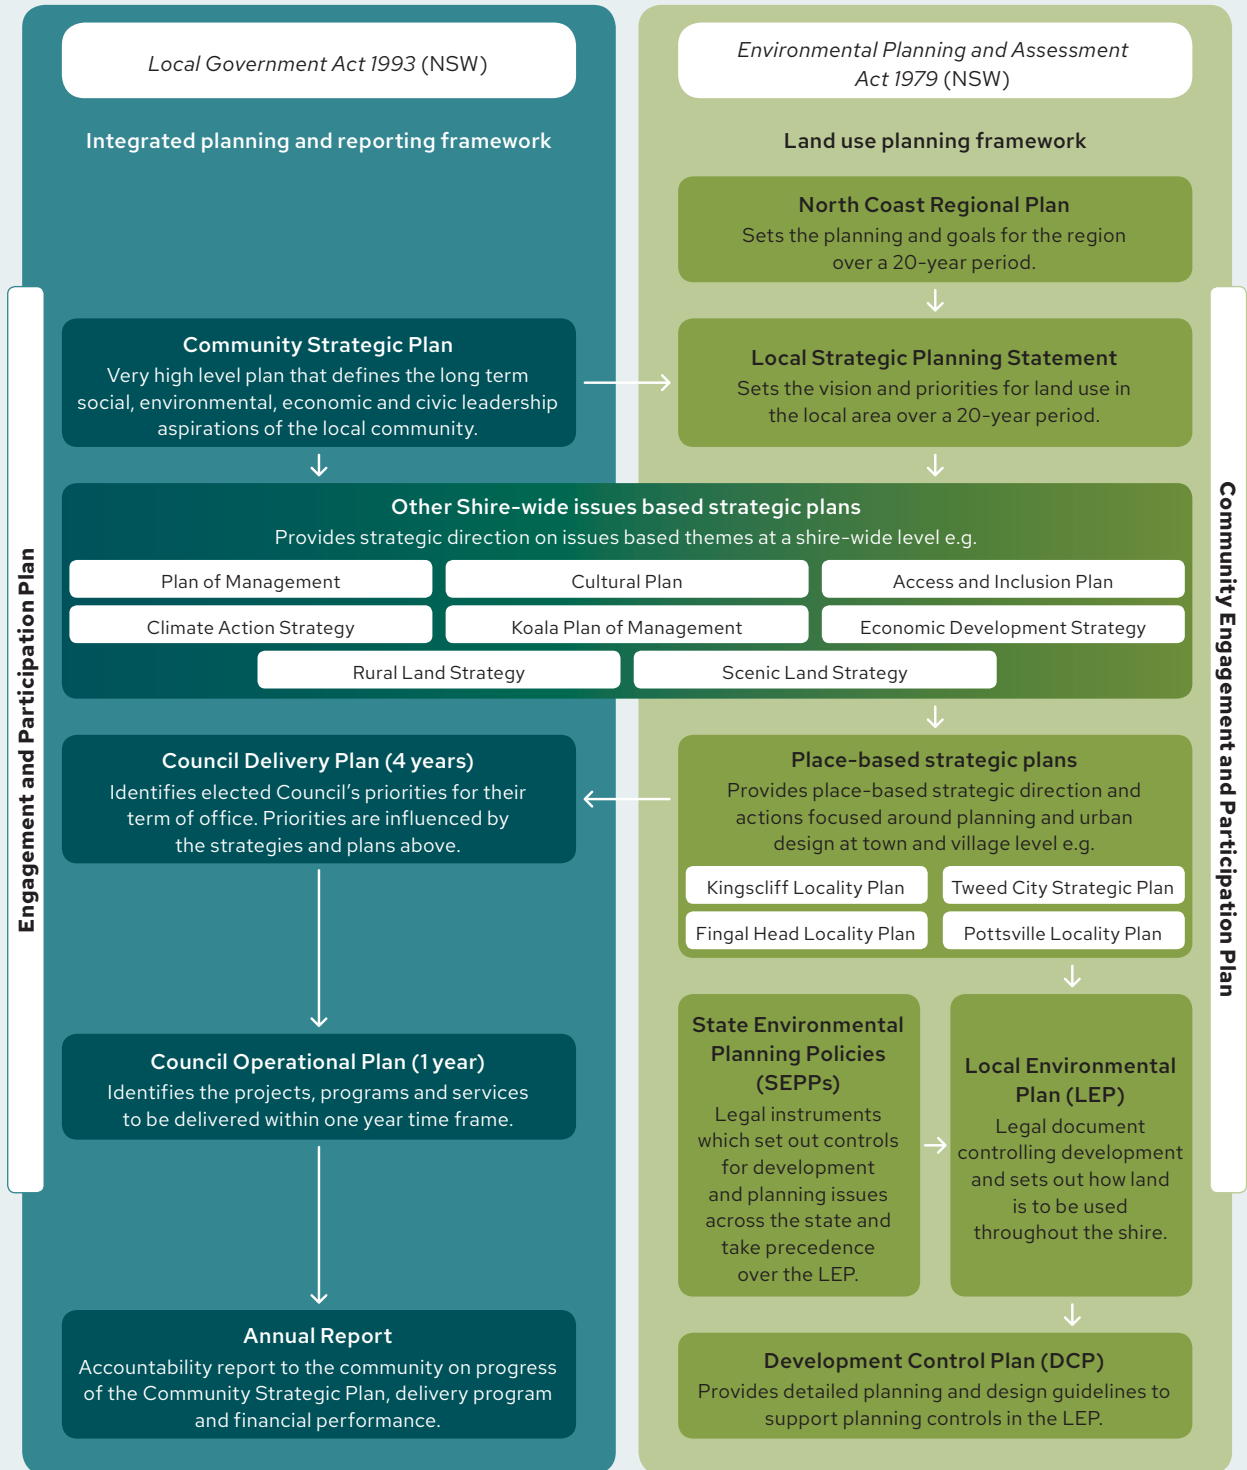 Local Government Act 1993 (NSW)
Integrated planning and reporting framework
Environmental Planning and Assessment
Act 1979 (NSW)
Land use planning framework
North Coast Regional Plan
Sets the planning and goals for the region
over a 20-year period.
Community Strategic Plan
Very high level plan that defines the long term
social, environmental, economic and civic leadership
aspirations of the local community.
Local Strategic Planning Statement
Sets the vision and priorities for land use in
the local area over a 20-year period.
Other Shire-wide issues based strategic plans
Provides strategic direction on issues based themes at a shire-wide level e.g.
Plan of Management
Cultural Plan
Access and Inclusion Plan
Climate Action Strategy
Koala Plan of Management
Economic Development Strategy
Rural Land Strategy
Scenic Land Strategy
Council Delivery Plan (4 years)
Identifies elected Council's priorities for their
term of office. Priorities are influenced by
the strategies and plans above.
Place-based strategic plans
Provides place-based strategic direction and
actions focused around planning and urban
design at town and village level e.g.
Kingscliff Locality Plan
Tweed City Strategic Plan
Fingal Head Locality Plan
Pottsville Locality Plan
Council Operational Plan (1 year)
Identifies the projects, programs and services
to be delivered within one year time frame.
State Environmental
Planning Policies
(SEPPs)
Legal instruments
which set out controls
for development
and planning issues
across the state and
take precedence
over the LEP.
Local Environmental
Plan (LEP)
Legal document
controlling development
and sets out how land
is to be used
throughout the shire.
Annual Report
Accountability report to the community on progress
of the Community Strategic Plan, delivery program
and financial performance.
Development Control Plan (DCP)
Provides detailed planning and design guidelines to
support planning controls in the LEP.
Engagement and Participation Plan
Community Engagement and Participation Plan